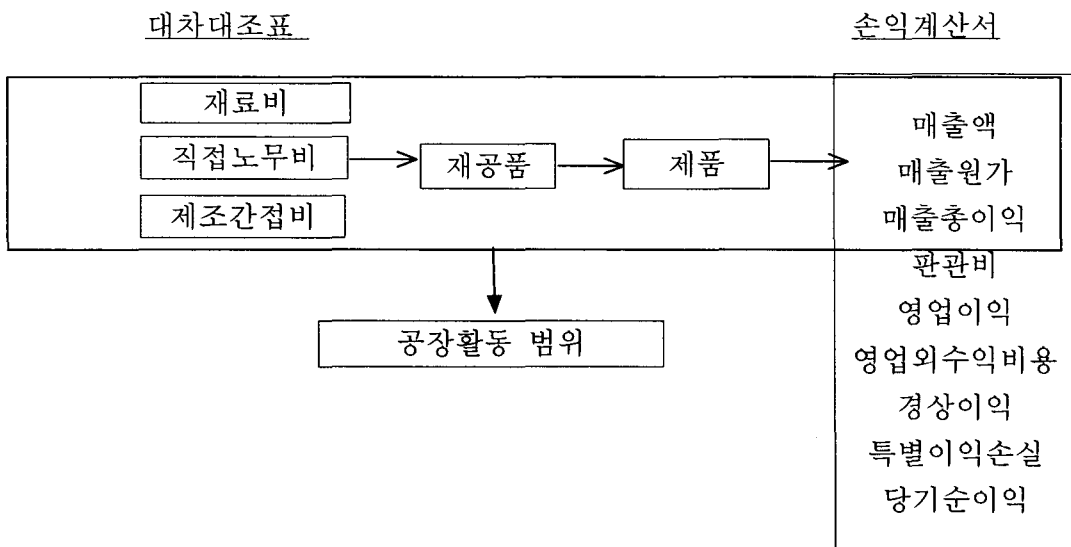 대차대조표
손익계산서
재료비
직접노무비
제조간접비
재공품
제품
매출액
매출원가
매출총이익
판관비
영업이익
영업외수익비용
경상이익
특별이익손실
당기순이익
공장활동 범위